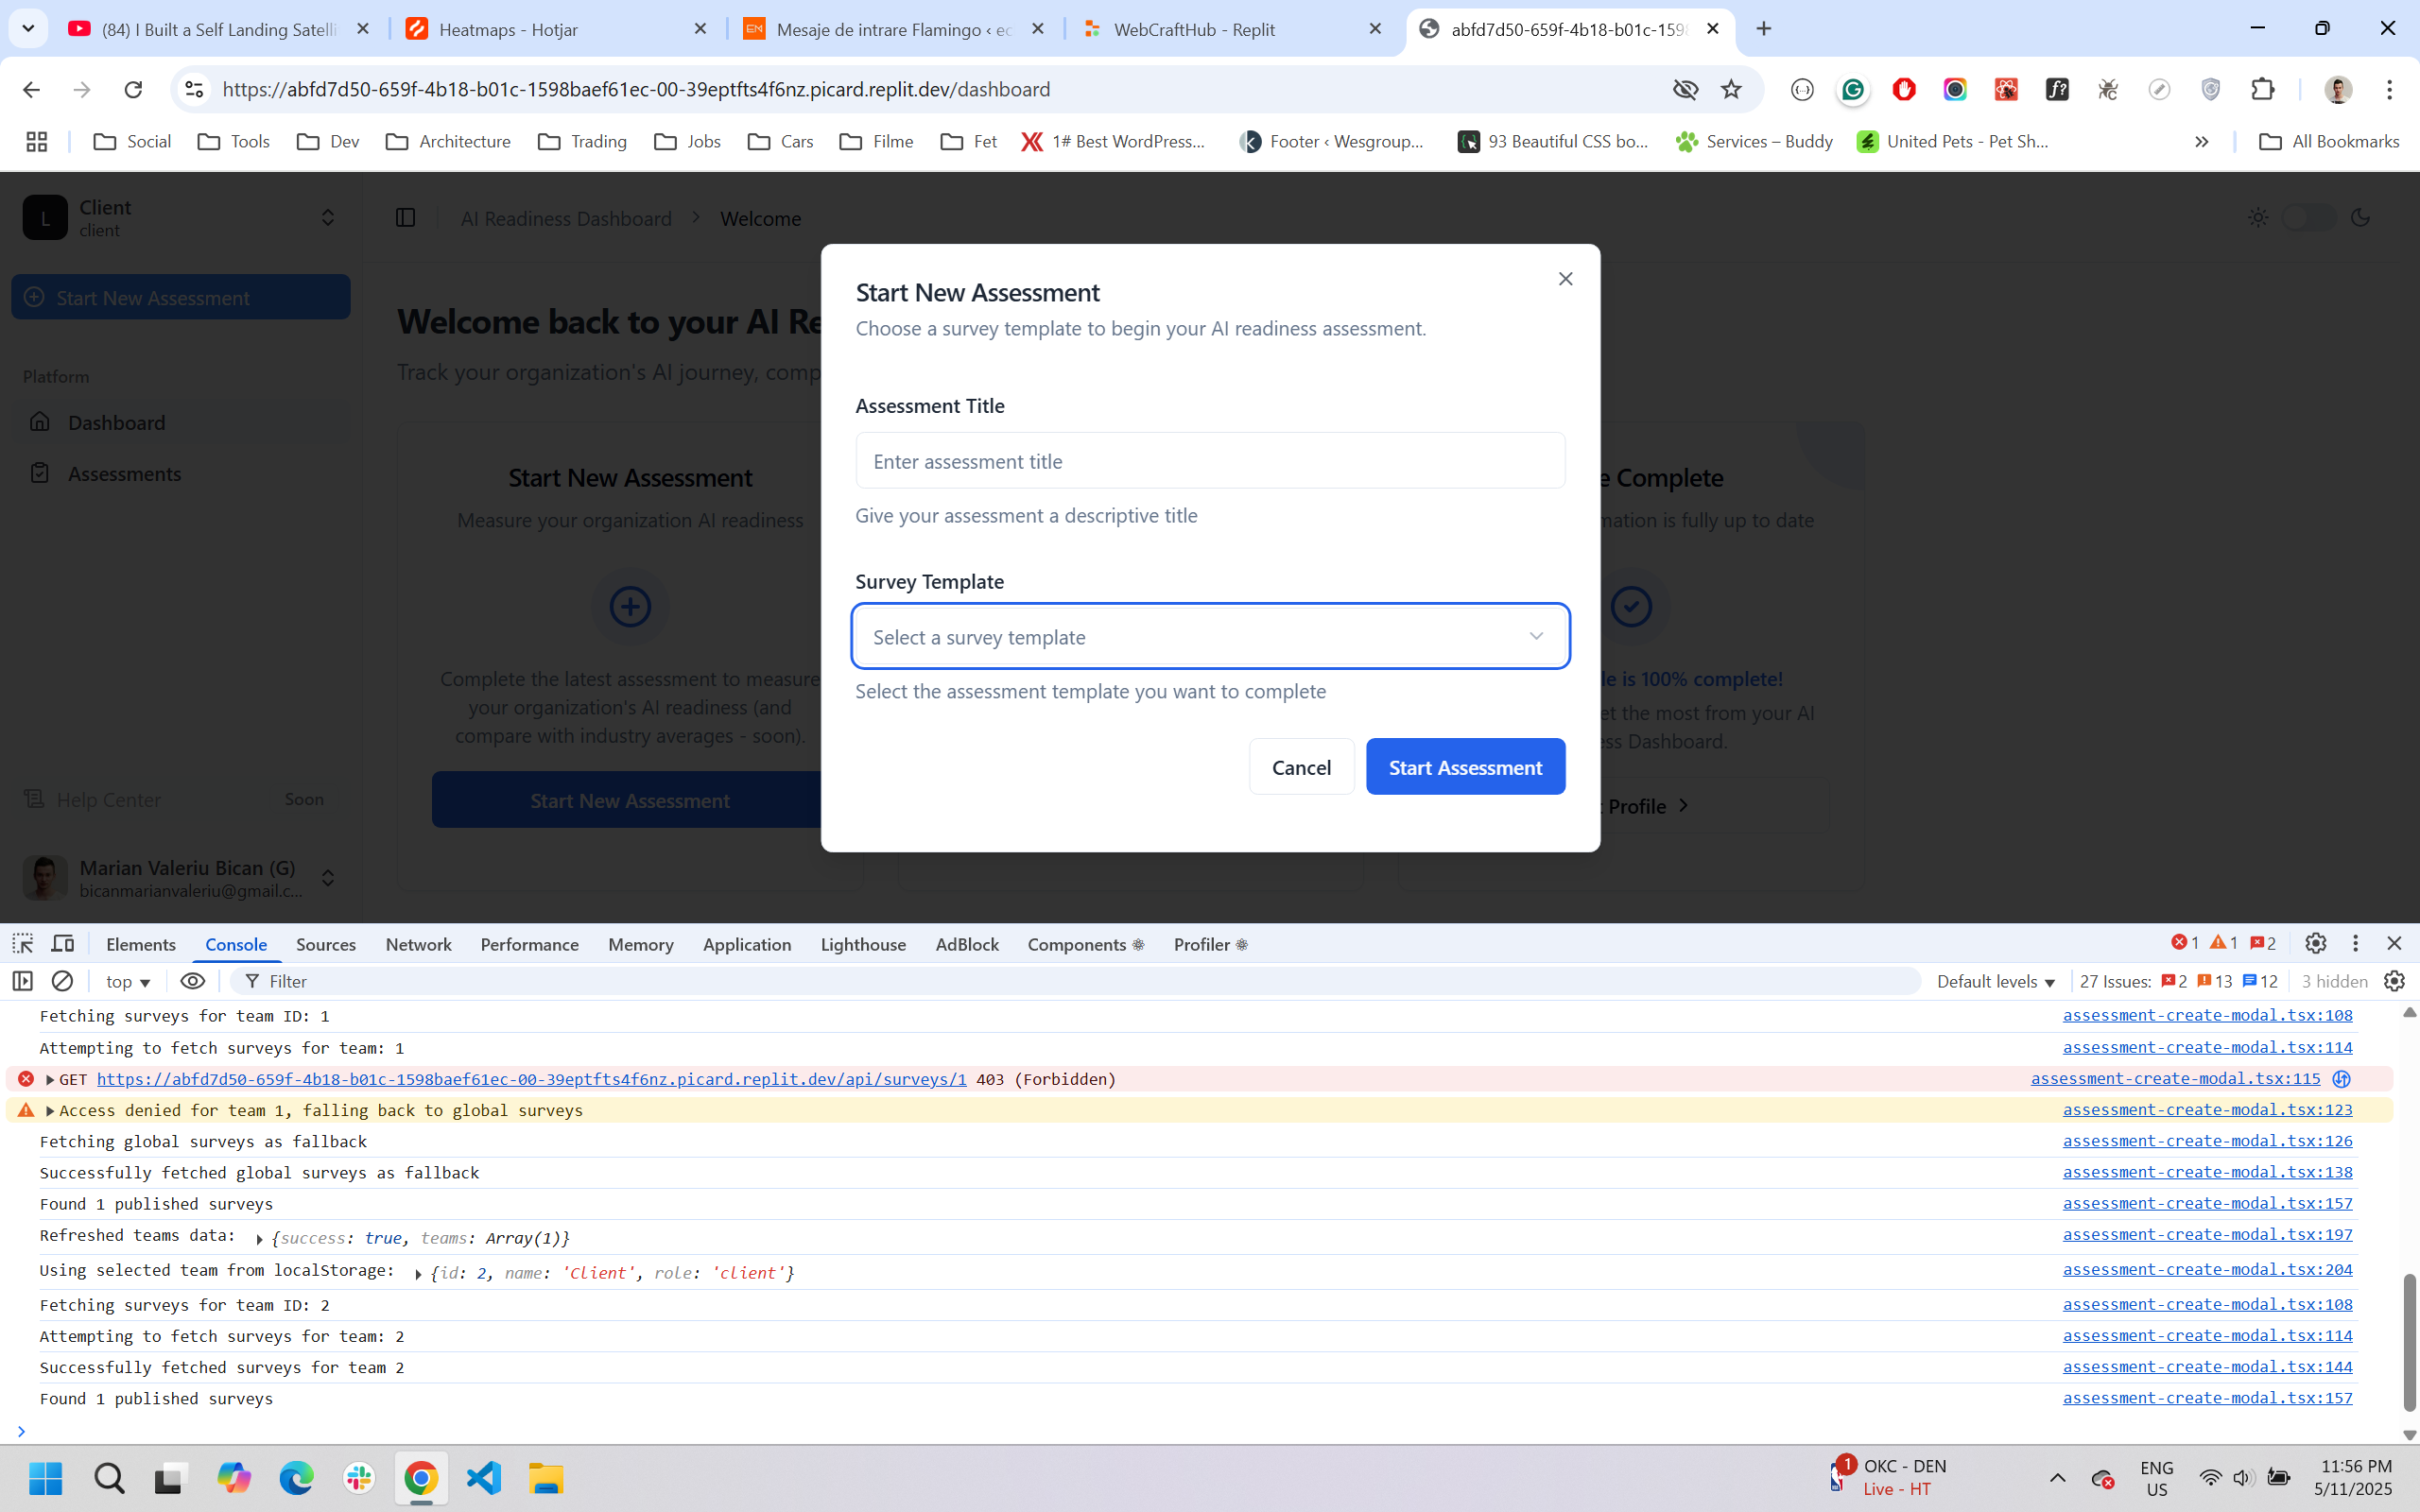 (84) I Built a Self Landing Satelli
Heatmaps - Hotjar
EM
Mesaje de intrare Flamingo ‹ ec
WebCraftHub - Replit
abfd7d50-659f-4b18-b01c-1598
https://abfd7d50-659f-4b18-b01c-1598baef61ec-00-39eptfts4f6nz.picard.replit.dev/dashboard
Social
Tools
Dev
Architecture
Trading
Jobs
Cars
Filme
Fet
1# Best WordPress...
Footer ‹ Wesgroup...
93 Beautiful CSS bo...
Services – Buddy
United Pets - Pet Sh...
All Bookmarks
L
Client
client
AI Readiness Dashboard
Welcome
Start New Assessment
Platform
Dashboard
Assessments
Help Center
Soon
Marian Valeriu Bican (G)
bicanmarianvaleriu@gmail.c...
Welcome back to your AI Re
Track your organization's AI journey, comp
Start New Assessment
Measure your organization AI readiness
Complete the latest assessment to measure
your organization's AI readiness (and
compare with industry averages - soon).
Start New Assessment
e Complete
mation is fully up to date
le is 100% complete!
et the most from your AI
ss Dashboard.
Profile
Start New Assessment
Choose a survey template to begin your AI readiness assessment.
Assessment Title
Enter assessment title
Give your assessment a descriptive title
Survey Template
Select a survey template
Select the assessment template you want to complete
Cancel
Start Assessment
Elements
Console
Sources
Network
Performance
Memory
Application
Lighthouse
AdBlock
Components
Profiler
1
1
2
top
Filter
Default levels
27 Issues:
2
13
12
3 hidden
Fetching surveys for team ID: 1 assessment-create-modal.tsx:108
Attempting to fetch surveys for team: 1 assessment-create-modal.tsx:114
GET https://abfd7d50-659f-4b18-b01c-1598baef61ec-00-39eptfts4f6nz.picard.replit.dev/api/surveys/1 403 (Forbidden) assessment-create-modal.tsx:115
Access denied for team 1, falling back to global surveys assessment-create-modal.tsx:123
Fetching global surveys as fallback assessment-create-modal.tsx:126
Successfully fetched global surveys as fallback assessment-create-modal.tsx:138
Found 1 published surveys assessment-create-modal.tsx:157
Refreshed teams data: {success: true, teams: Array(1)} assessment-create-modal.tsx:197
Using selected team from localStorage: {id: 2, name: 'Client', role: 'client'} assessment-create-modal.tsx:204
Fetching surveys for team ID: 2 assessment-create-modal.tsx:108
Attempting to fetch surveys for team: 2 assessment-create-modal.tsx:114
Successfully fetched surveys for team 2 assessment-create-modal.tsx:144
Found 1 published surveys assessment-create-modal.tsx:157
1
OKC - DEN
Live - HT
ENG
US
11:56 PM
5/11/2025